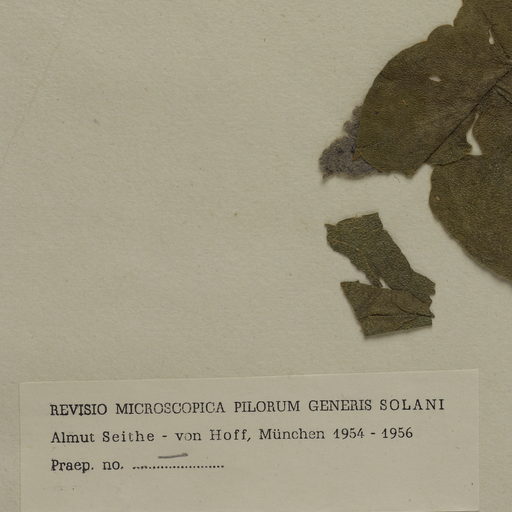 REVISIO MICROSCOPICA PILORUM GENERIS SOLANI
Almut Seithe - von Hoff, München 1954 - 1956
Praep. no. ........................